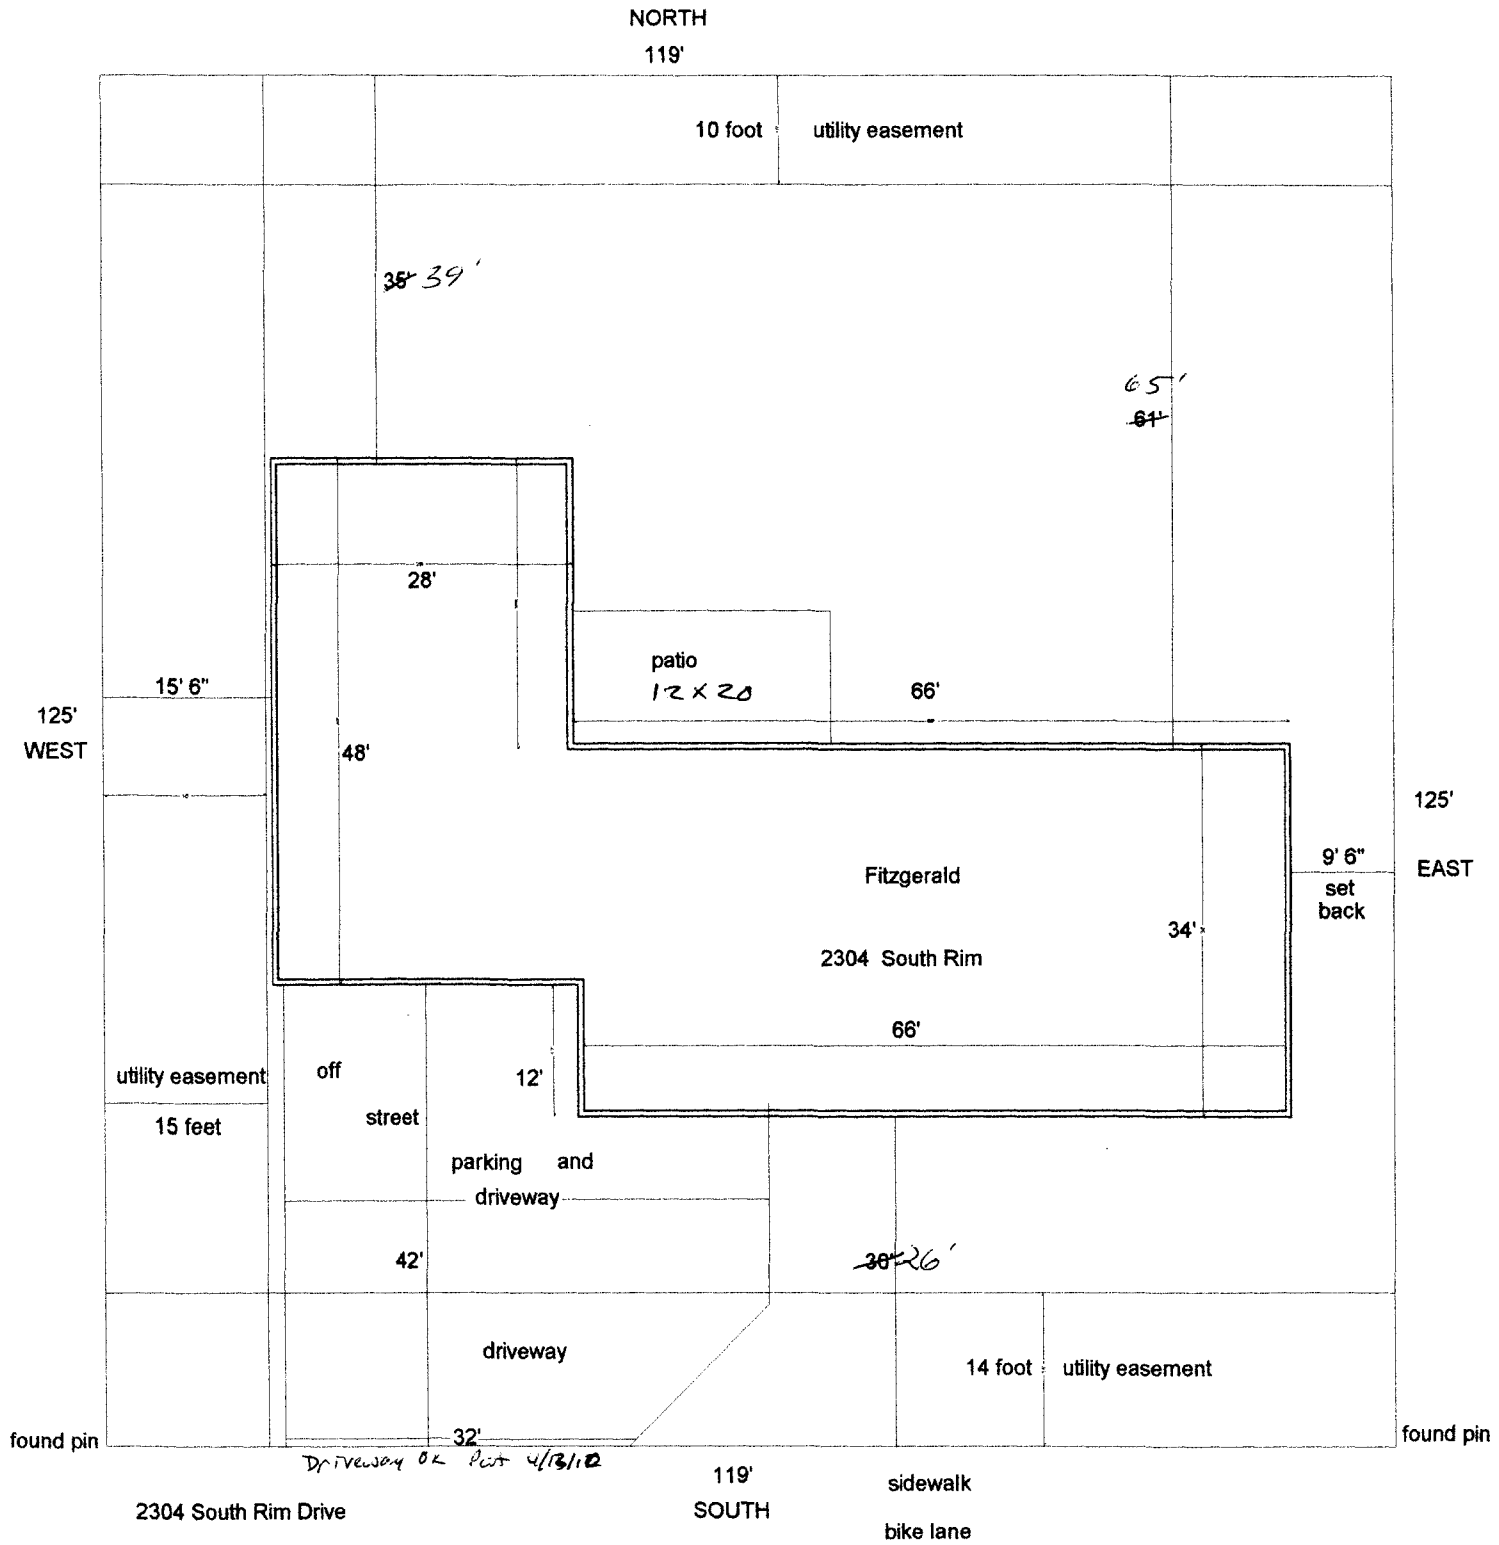 NORTH
119'
10 foot utility easement
35' 39'
65'
61'
28'
patio
12 x 20
66'
15' 6"
125'
WEST
48'
125'
EAST
9' 6"
set
back
Fitzgerald
34'
2304 South Rim
66'
utility easement
15 feet
off
street
12'
parking and
driveway
42'
30' 26'
driveway
14 foot utility easement
found pin
32'
found pin
Driveway OK 4/13/12
119'
SOUTH
sidewalk
bike lane
2304 South Rim Drive